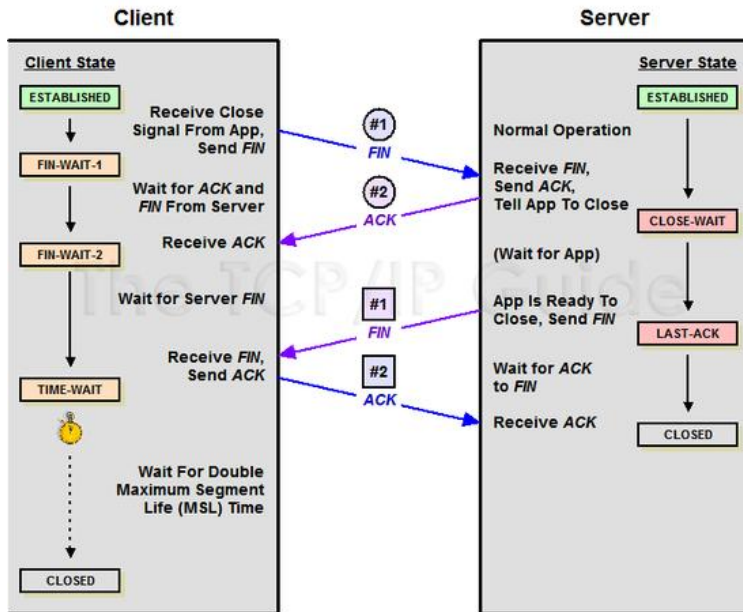 Client
Server
Client State
Server State
ESTABLISHED
ESTABLISHED
Receive Close
Signal From App,
Send FIN
#1
FIN
Normal Operation
FIN-WAIT-1
Receive FIN,
Send ACK,
Tell App To Close
Wait for ACK and
FIN From Server
#2
ACK
CLOSE-WAIT
Receive ACK
FIN-WAIT-2
(Wait for App)
The TCP/IP Guide
Wait for Server FIN
#1
FIN
App Is Ready To
Close, Send FIN
LAST-ACK
Receive FIN,
Send ACK
#2
ACK
Wait for ACK
to FIN
TIME-WAIT
Receive ACK
CLOSED
Wait For Double
Maximum Segment
Life (MSL) Time
CLOSED